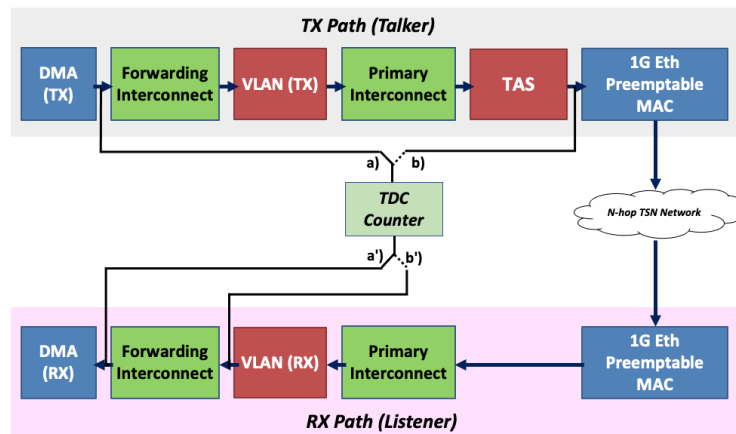 TX Path (Talker)
DMA
(TX)
Forwarding
Interconnect
VLAN (TX)
Primary
Interconnect
TAS
1G Eth
Preemptable
MAC
a)
b)
TDC
Counter
N-hop TSN Network
a')
b')
DMA
(RX)
Forwarding
Interconnect
VLAN (RX)
Primary
Interconnect
1G Eth
Preemptable
MAC
RX Path (Listener)